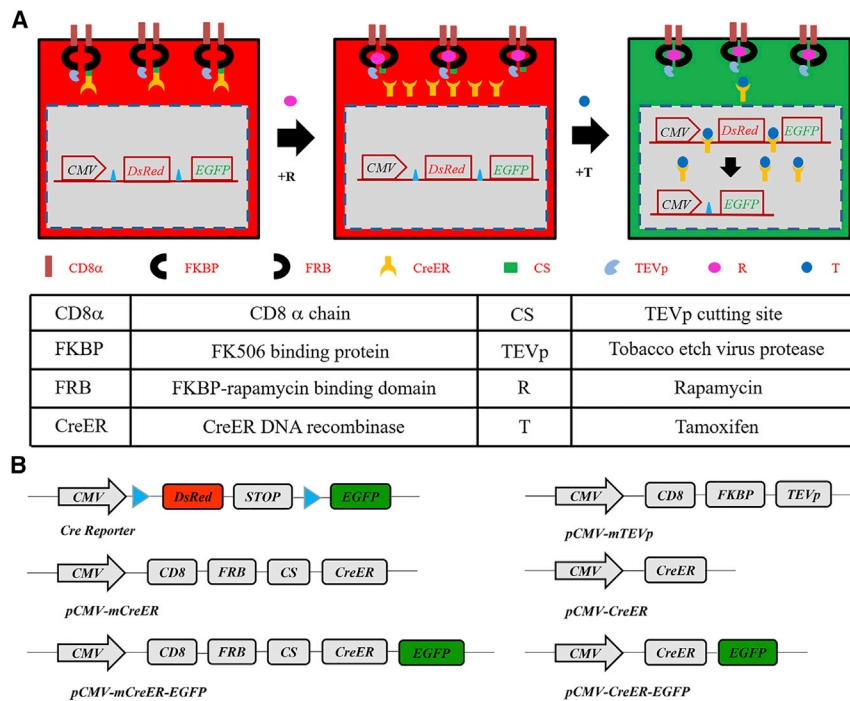 A
CMV DsRed EGFP
+R
CMV DsRed EGFP
+T
CMV DsRed EGFP
CMV EGFP
CD8α FKBP FRB CreER CS TEVp R T
CD8α CD8 α chain CS TEVp cutting site
FKBP FK506 binding protein TEVp Tobacco etch virus protease
FRB FKBP-rapamycin binding domain R Rapamycin
CreER CreER DNA recombinase T Tamoxifen
B
CMV DsRed STOP EGFP
Cre Reporter
CMV CD8 FKBP TEVp
pCMV-mTEVp
CMV CD8 FRB CS CreER
pCMV-mCreER
CMV CreER
pCMV-CreER
CMV CD8 FRB CS CreER EGFP
pCMV-mCreER-EGFP
CMV CreER EGFP
pCMV-CreER-EGFP